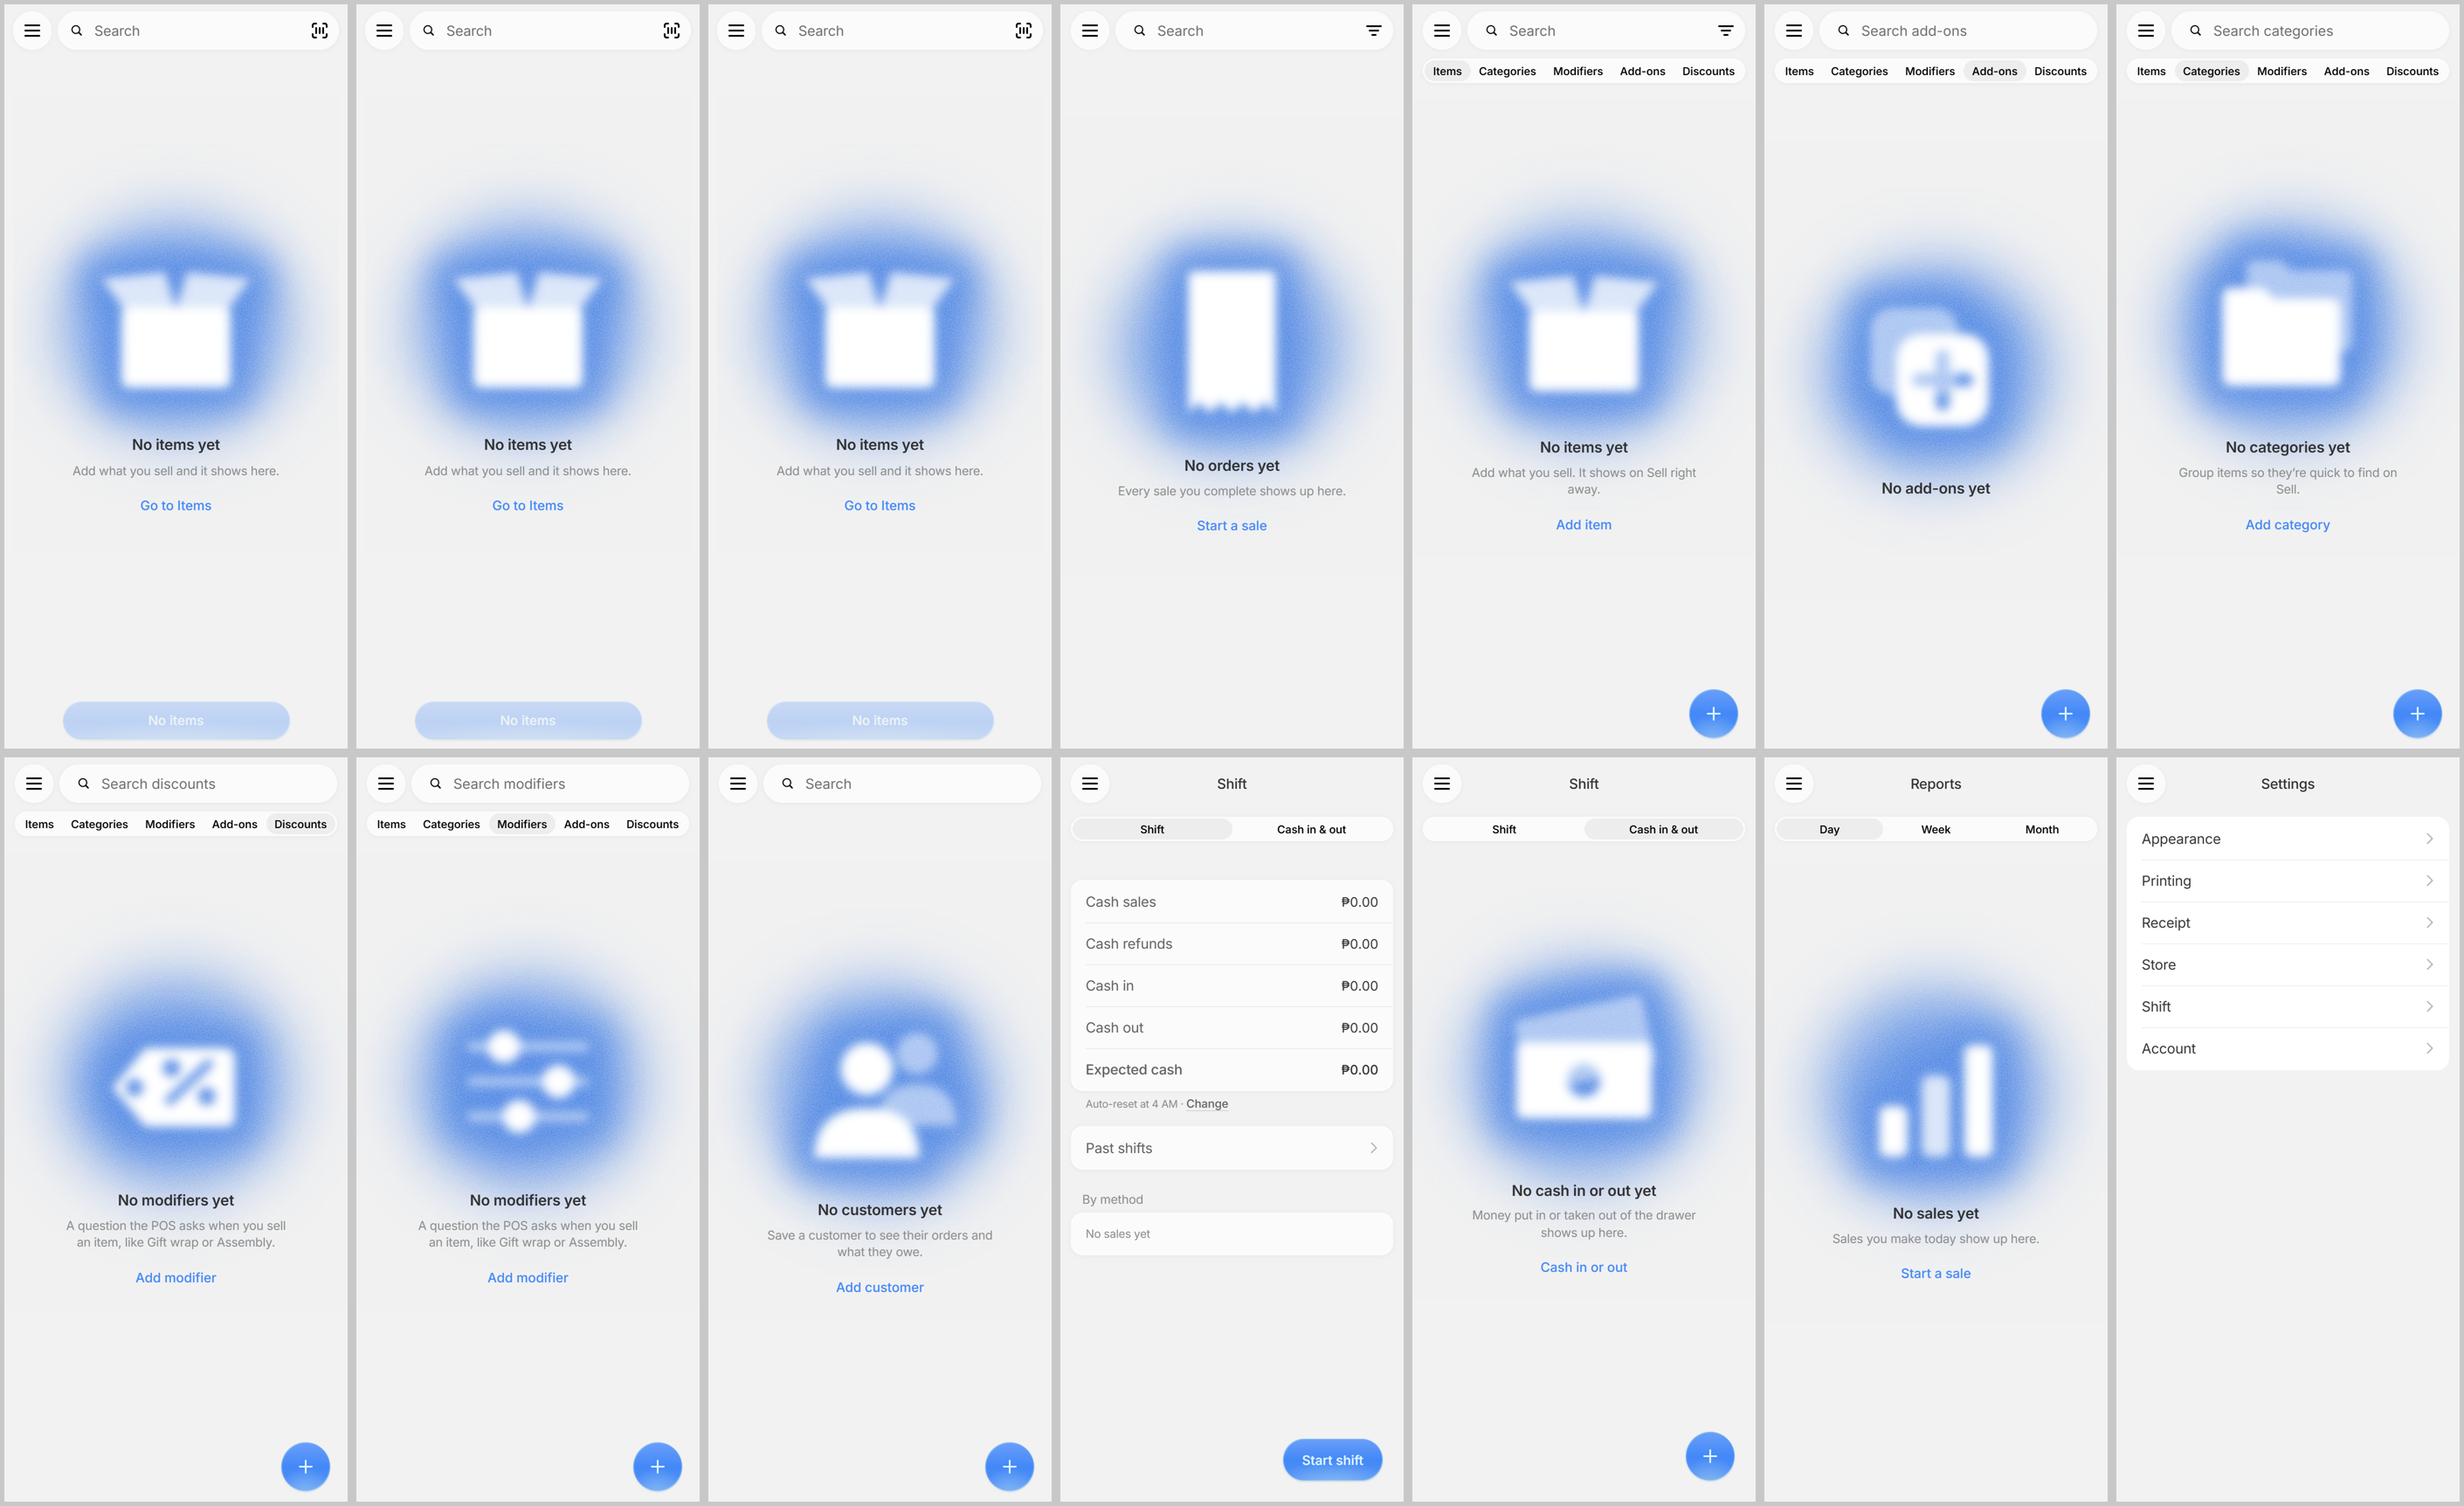 Search
No items yet
Add what you sell and it shows here.
Go to Items
No items
Search
No items yet
Add what you sell and it shows here.
Go to Items
No items
Search
No items yet
Add what you sell and it shows here.
Go to Items
No items
Search
No orders yet
Every sale you complete shows up here.
Start a sale
Search
Items Categories Modifiers Add-ons Discounts
No items yet
Add what you sell. It shows on Sell right
away.
Add item
Search add-ons
Items Categories Modifiers Add-ons Discounts
No add-ons yet
Search categories
Items Categories Modifiers Add-ons Discounts
No categories yet
Group items so they're quick to find on
Sell.
Add category
Search discounts
Items Categories Modifiers Add-ons Discounts
No modifiers yet
A question the POS asks when you sell
an item, like Gift wrap or Assembly.
Add modifier
Search modifiers
Items Categories Modifiers Add-ons Discounts
No modifiers yet
A question the POS asks when you sell
an item, like Gift wrap or Assembly.
Add modifier
Search
No customers yet
Save a customer to see their orders and
what they owe.
Add customer
Shift
Shift Cash in & out
Cash sales ₱0.00
Cash refunds ₱0.00
Cash in ₱0.00
Cash out ₱0.00
Expected cash ₱0.00
Auto-reset at 4 AM · Change
Past shifts
By method
No sales yet
Start shift
Shift
Shift Cash in & out
No cash in or out yet
Money put in or taken out of the drawer
shows up here.
Cash in or out
Reports
Day Week Month
No sales yet
Sales you make today show up here.
Start a sale
Settings
Appearance
Printing
Receipt
Store
Shift
Account